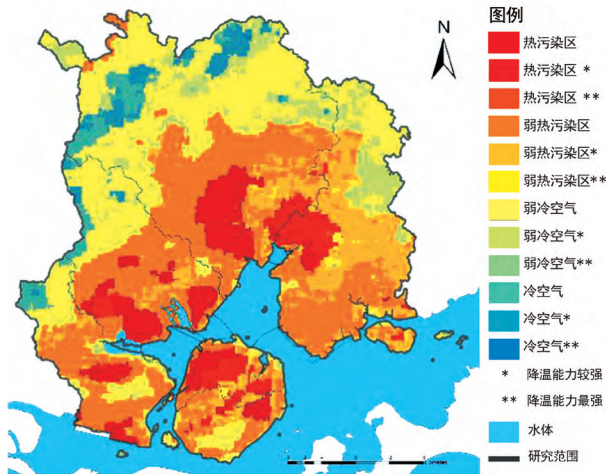 N
图例
热污染区
热污染区 *
热污染区 **
弱热污染区
弱热污染区*
弱热污染区**
弱冷空气
弱冷空气*
弱冷空气**
冷空气
冷空气*
冷空气**
* 降温能力较强
** 降温能力最强
水体
研究范围